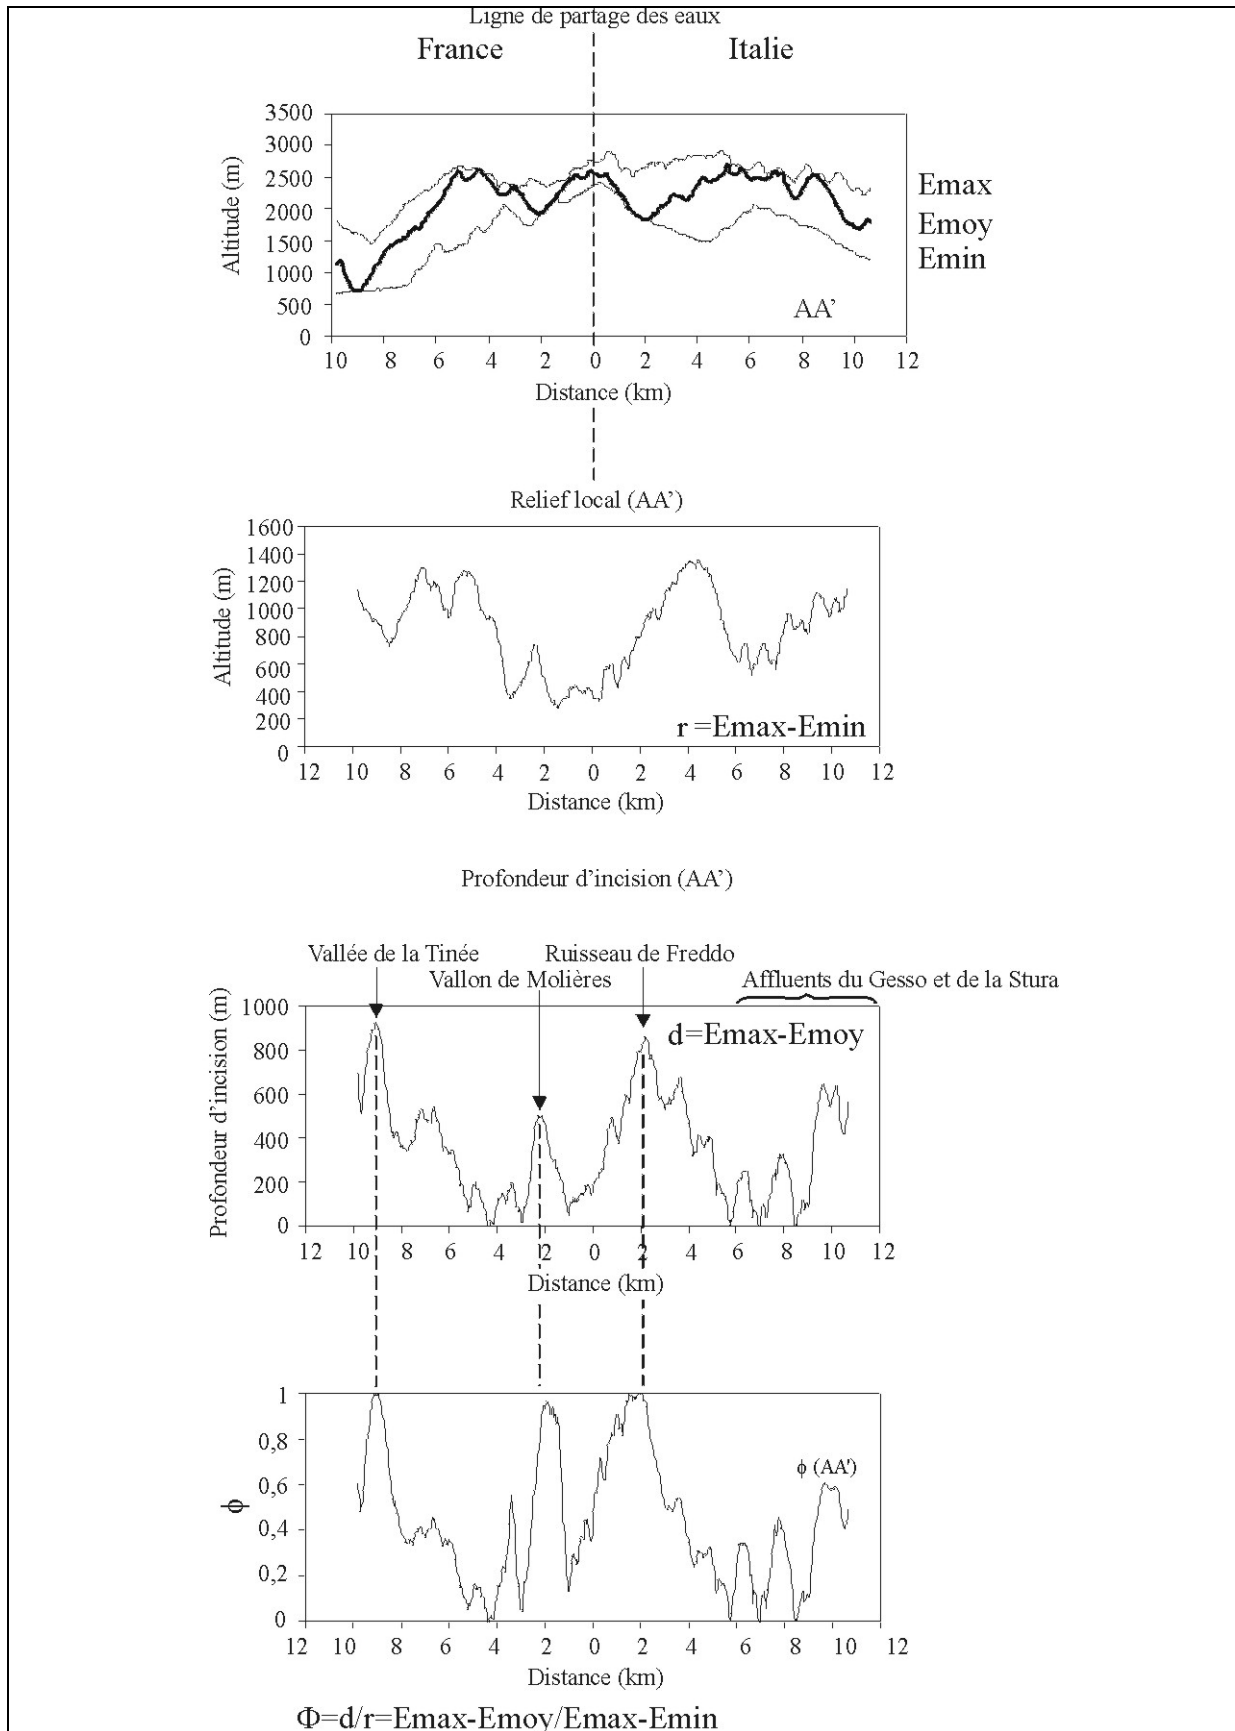 Ligne de partage des eaux
France Italie
3500
3000
2500
2000
1500
1000
500
0
Altitude (m)
Emax
Emoy
Emin
AA’
10 8 6 4 2 0 2 4 6 8 10 12
Distance (km)
Relief local (AA’)
1600
1400
1200
1000
800
600
400
200
0
Altitude (m)
r =Emax-Emin
12 10 8 6 4 2 0 2 4 6 8 10 12
Distance (km)
Profondeur d’incision (AA’)
Vallée de la Tinée
Ruisseau de Freddo
Vallon de Molières
Affluents du Gesso et de la Stura
1000
800
600
400
200
0
Profondeur d’incision (m)
d=Emax-Emoy
12 10 8 6 4 2 0 2 4 6 8 10 12
Distance (km)
1
0,8
0,6
0,4
0,2
0
ϕ
ϕ (AA')
12 10 8 6 4 2 0 2 4 6 8 10 12
Distance (km)
Φ=d/r=Emax-Emoy/Emax-Emin